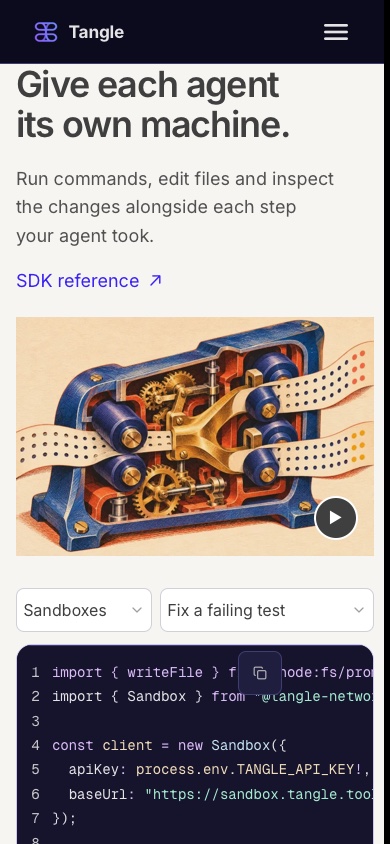 Tangle
Give each agent
its own machine.
Run commands, edit files and inspect
the changes alongside each step
your agent took.
SDK reference ↗
Sandboxes
Fix a failing test
1 import { writeFile } f node:fs/prom
2 import { Sandbox } from "@tangle-netwo
3
4 const client = new Sandbox({
5 apiKey: process.env.TANGLE_API_KEY!,
6 baseUrl: "https://sandbox.tangle.too
7 });
8